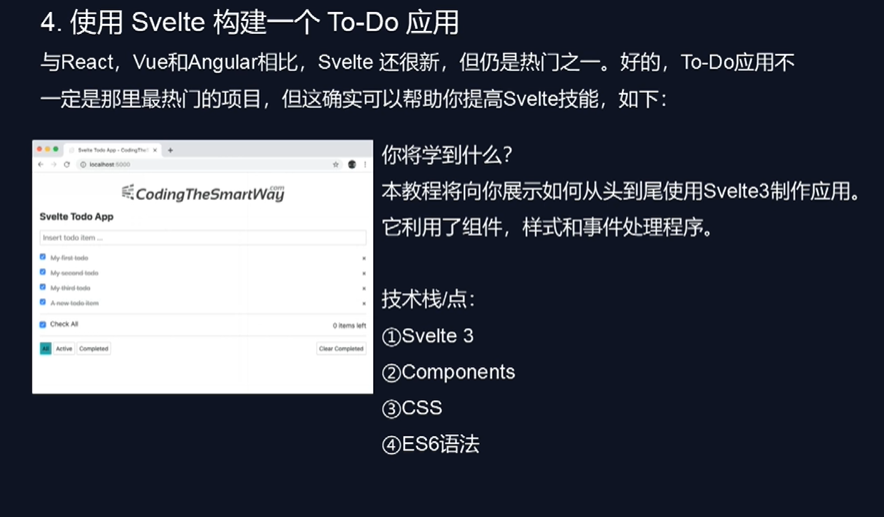 4. 使用 Svelte 构建一个 To-Do 应用
与React，Vue和Angular相比，Svelte 还很新，但仍是热门之一。好的，To-Do应用不
一定是那里最热门的项目，但这确实可以帮助你提高Svelte技能，如下：
Svelte Todo App - CodingTheS
localhost:5000
CodingTheSmartWay.com
Svelte Todo App
Insert todo item ...
My first todo
My second todo
My third todo
A new todo item
Check All
0 items left
All Active Completed
Clear Completed
你将学到什么？
本教程将向你展示如何从头到尾使用Svelte3制作应用。
它利用了组件，样式和事件处理程序。
技术栈/点：
①Svelte 3
②Components
③CSS
④ES6语法